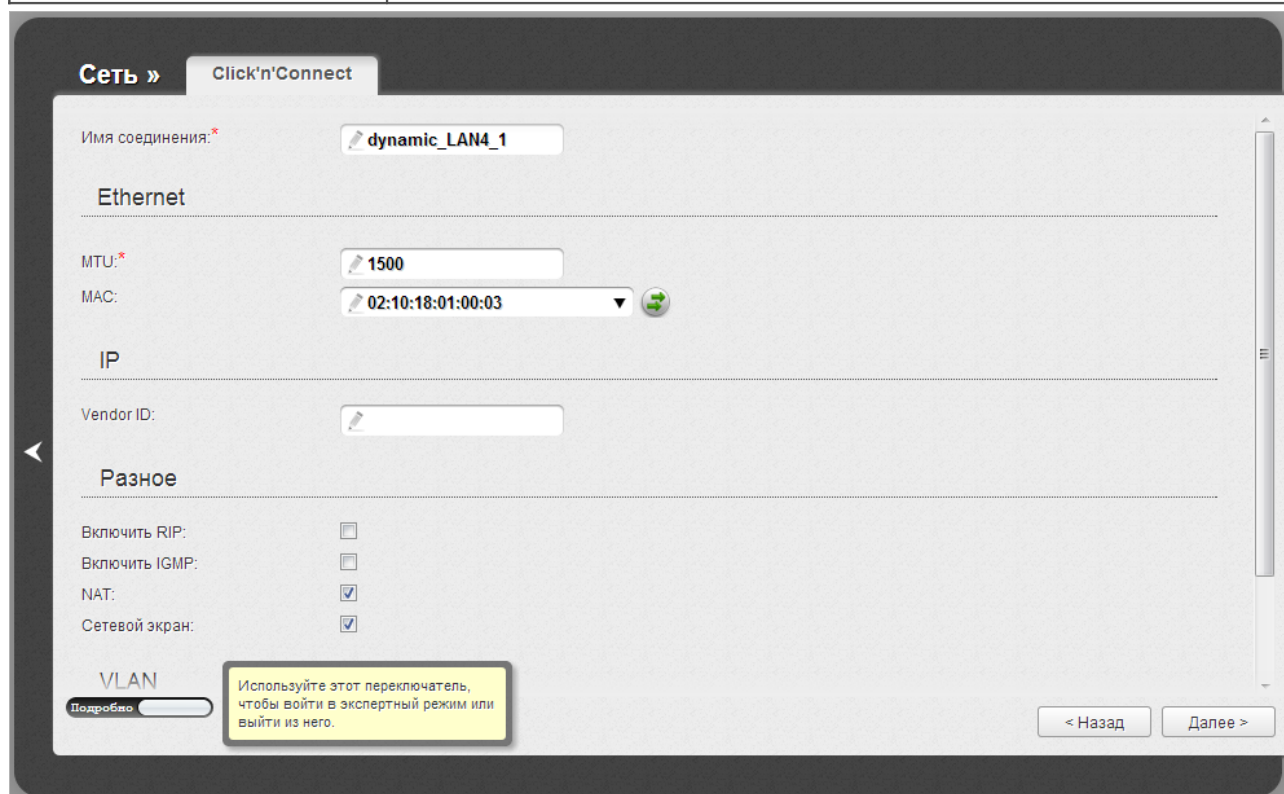 Сеть »
Click'n'Connect
Имя соединения:*
dynamic_LAN4_1
Ethernet
MTU:*
1500
MAC:
02:10:18:01:00:03
IP
Vendor ID:
Разное
Включить RIP:
Включить IGMP:
NAT:
Сетевой экран:
VLAN
Подробно
Используйте этот переключатель,
чтобы войти в экспертный режим или
выйти из него.
< Назад
Далее >